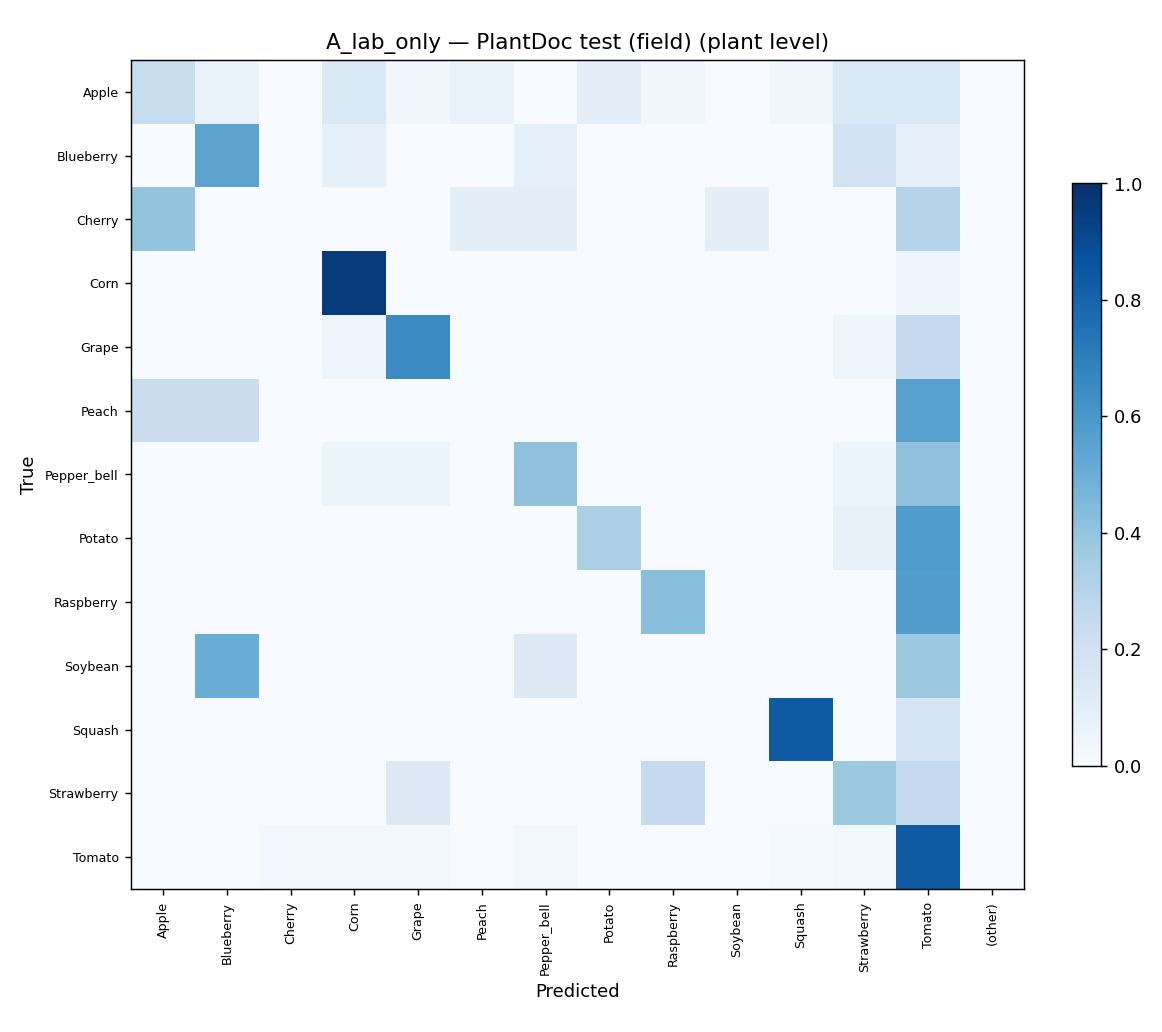 A_lab_only — PlantDoc test (field) (plant level)
True
Apple
Blueberry
Cherry
Corn
Grape
Peach
Pepper_bell
Potato
Raspberry
Soybean
Squash
Strawberry
Tomato
Apple
Blueberry
Cherry
Corn
Grape
Peach
Pepper_bell
Potato
Raspberry
Soybean
Squash
Strawberry
Tomato
(other)
Predicted
1.0
0.8
0.6
0.4
0.2
0.0